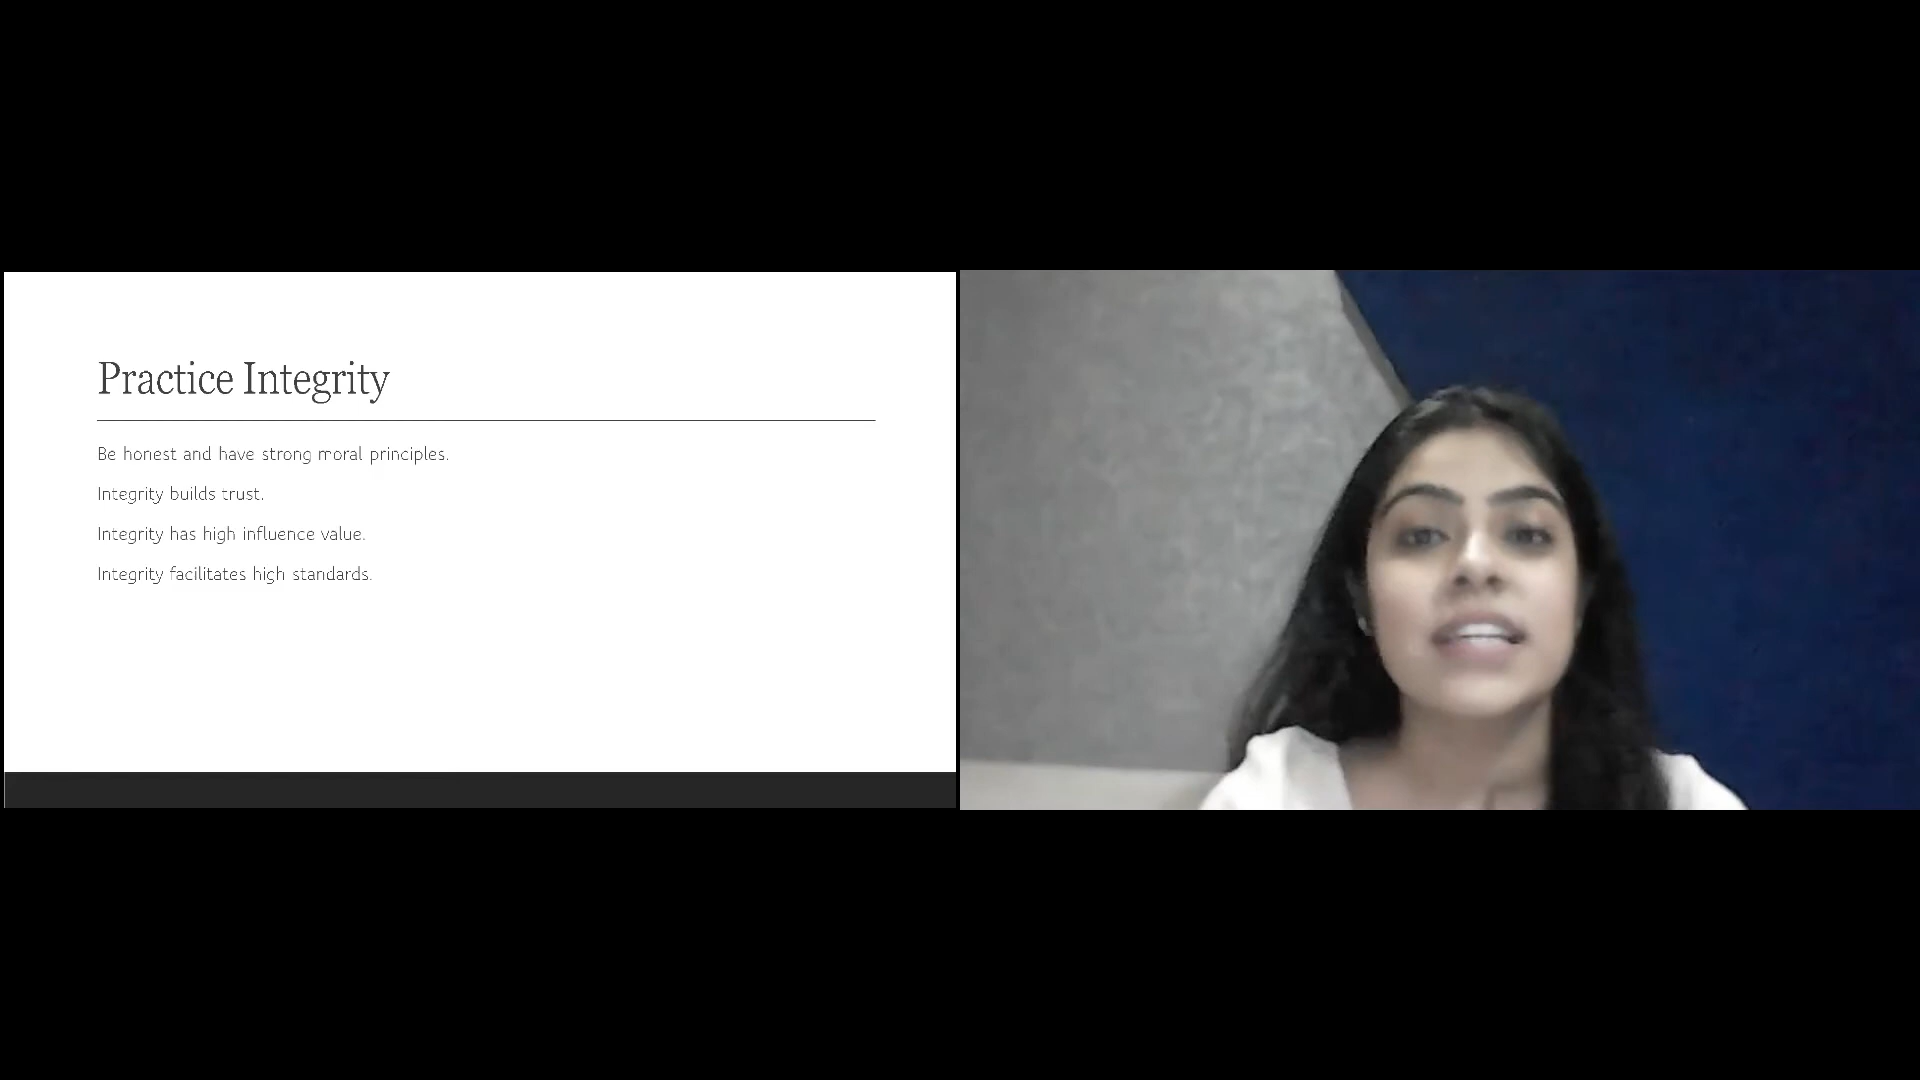 Practice Integrity
Be honest and have strong moral principles.
Integrity builds trust.
Integrity has high influence value.
Integrity facilitates high standards.